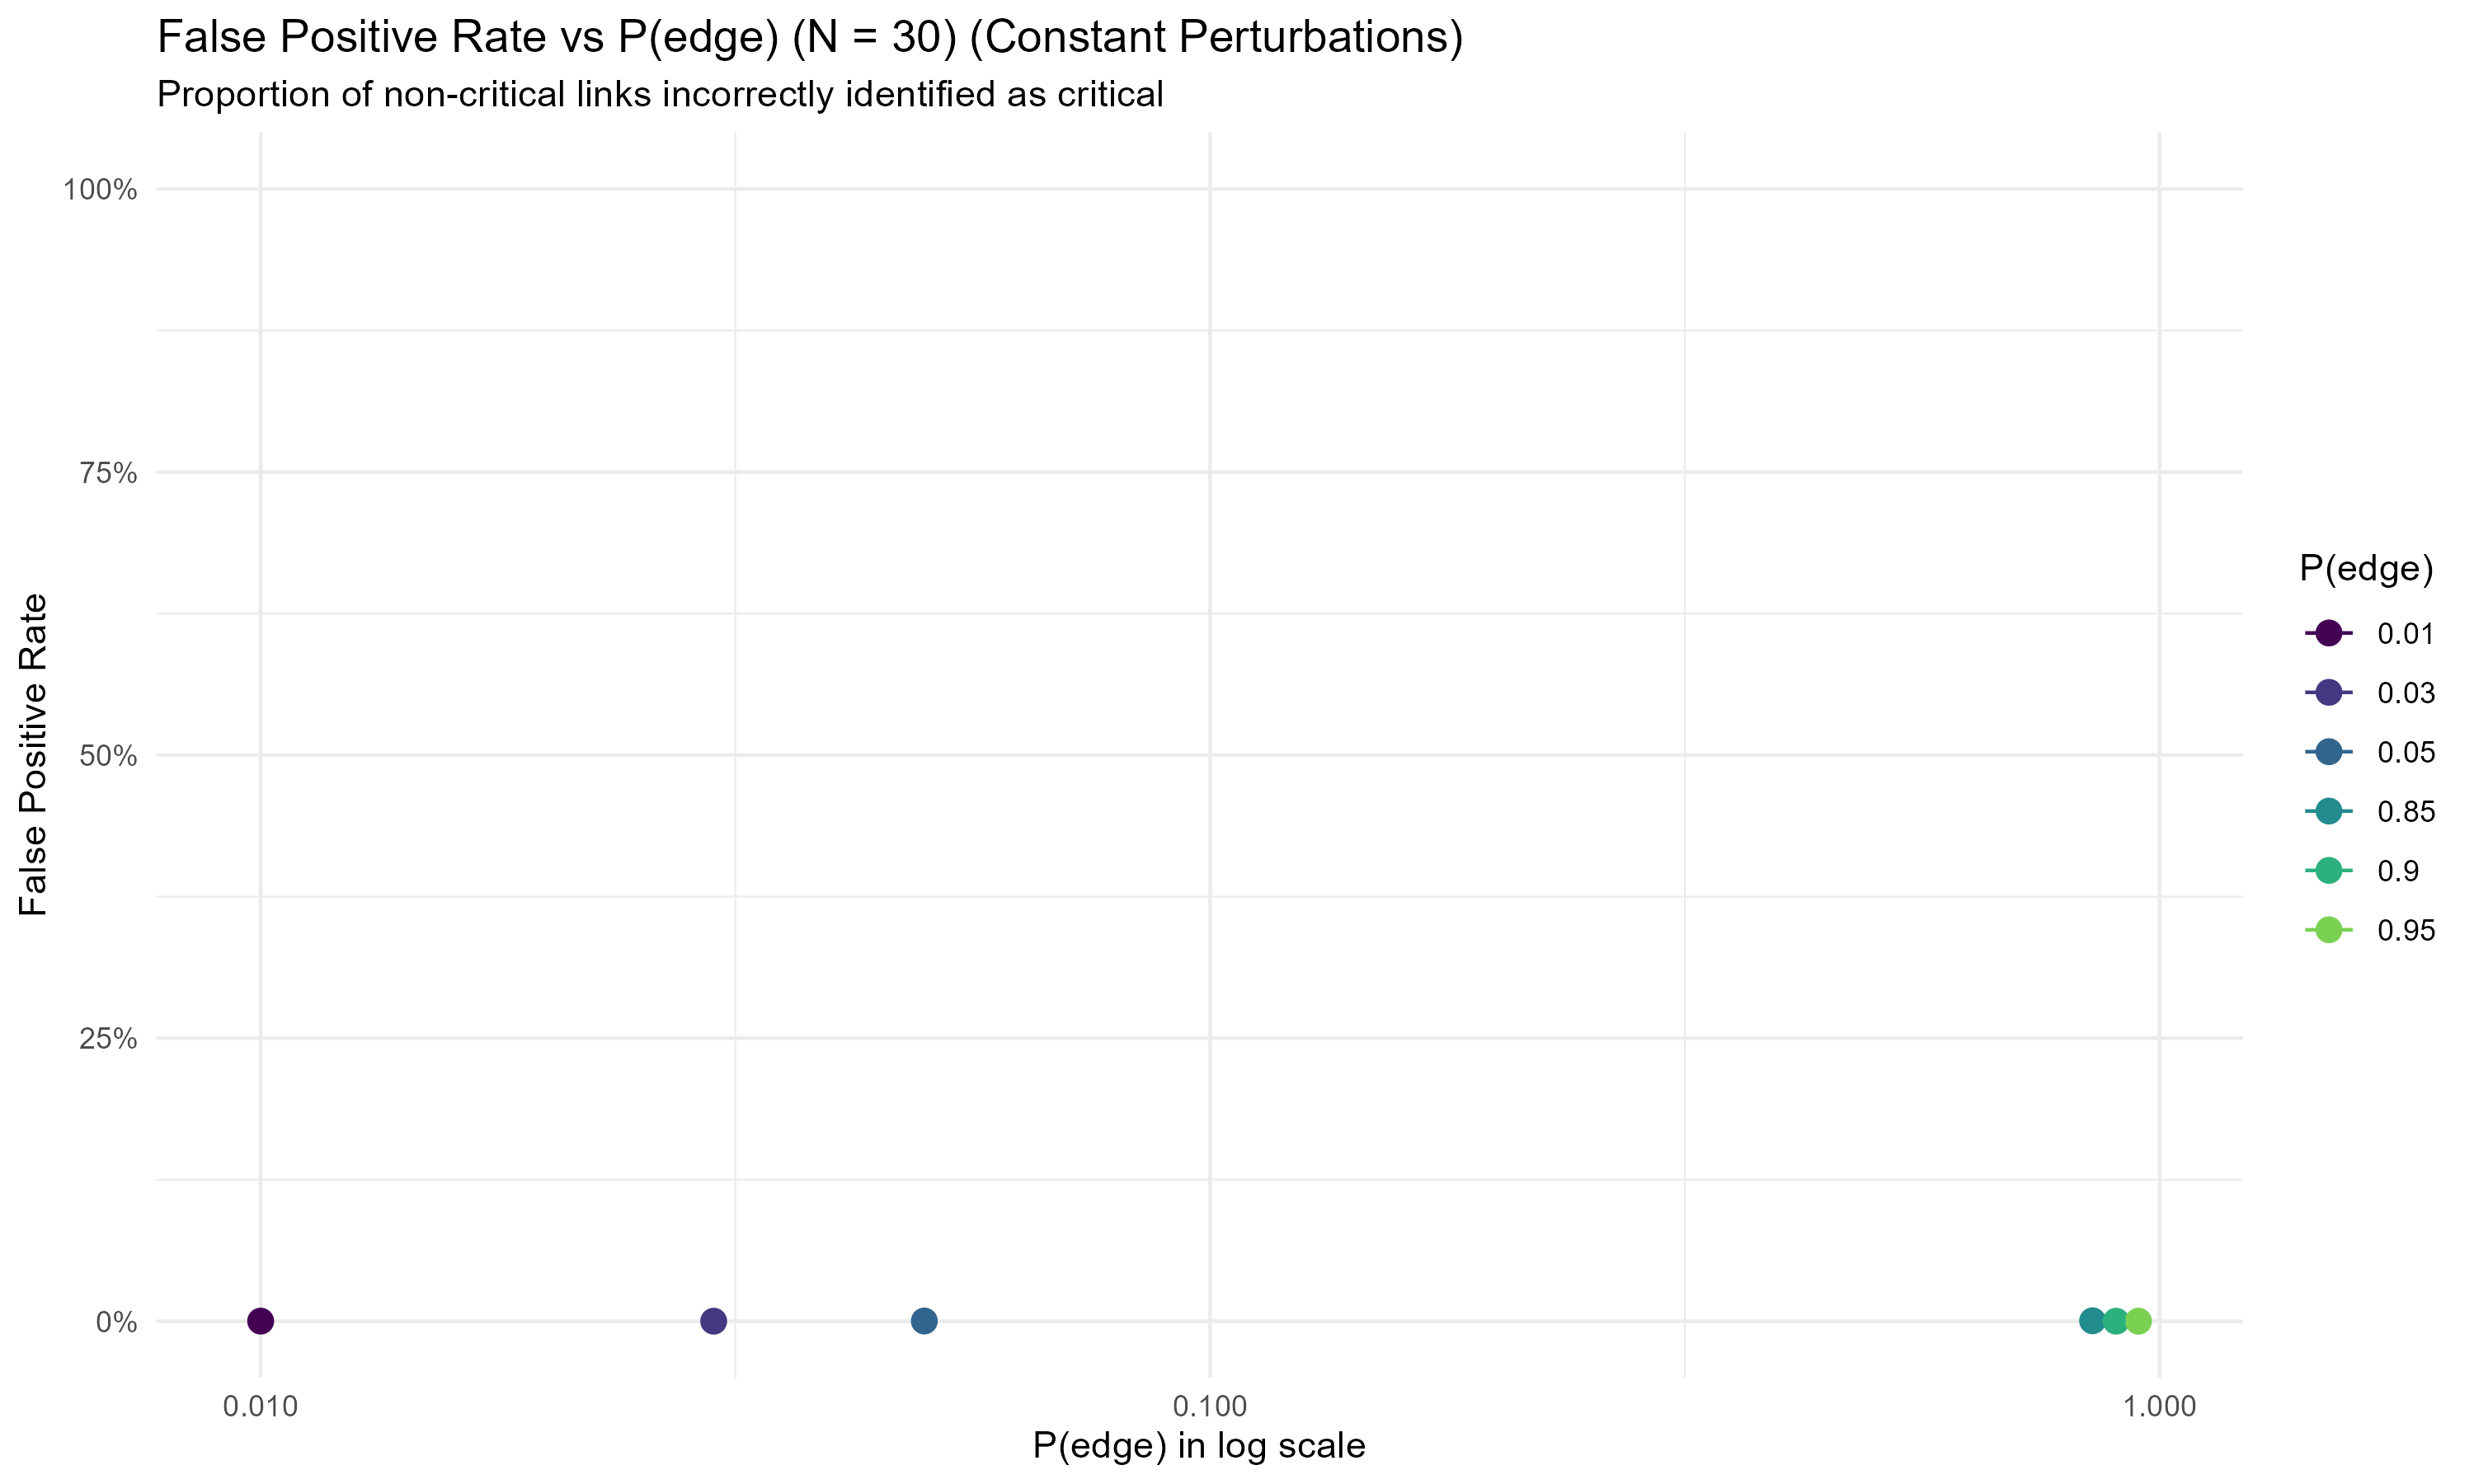 False Positive Rate vs P(edge) (N = 30) (Constant Perturbations)
Proportion of non-critical links incorrectly identified as critical
False Positive Rate
100%
75%
50%
25%
0%
0.010
0.100
1.000
P(edge) in log scale
P(edge)
0.01
0.03
0.05
0.85
0.9
0.95